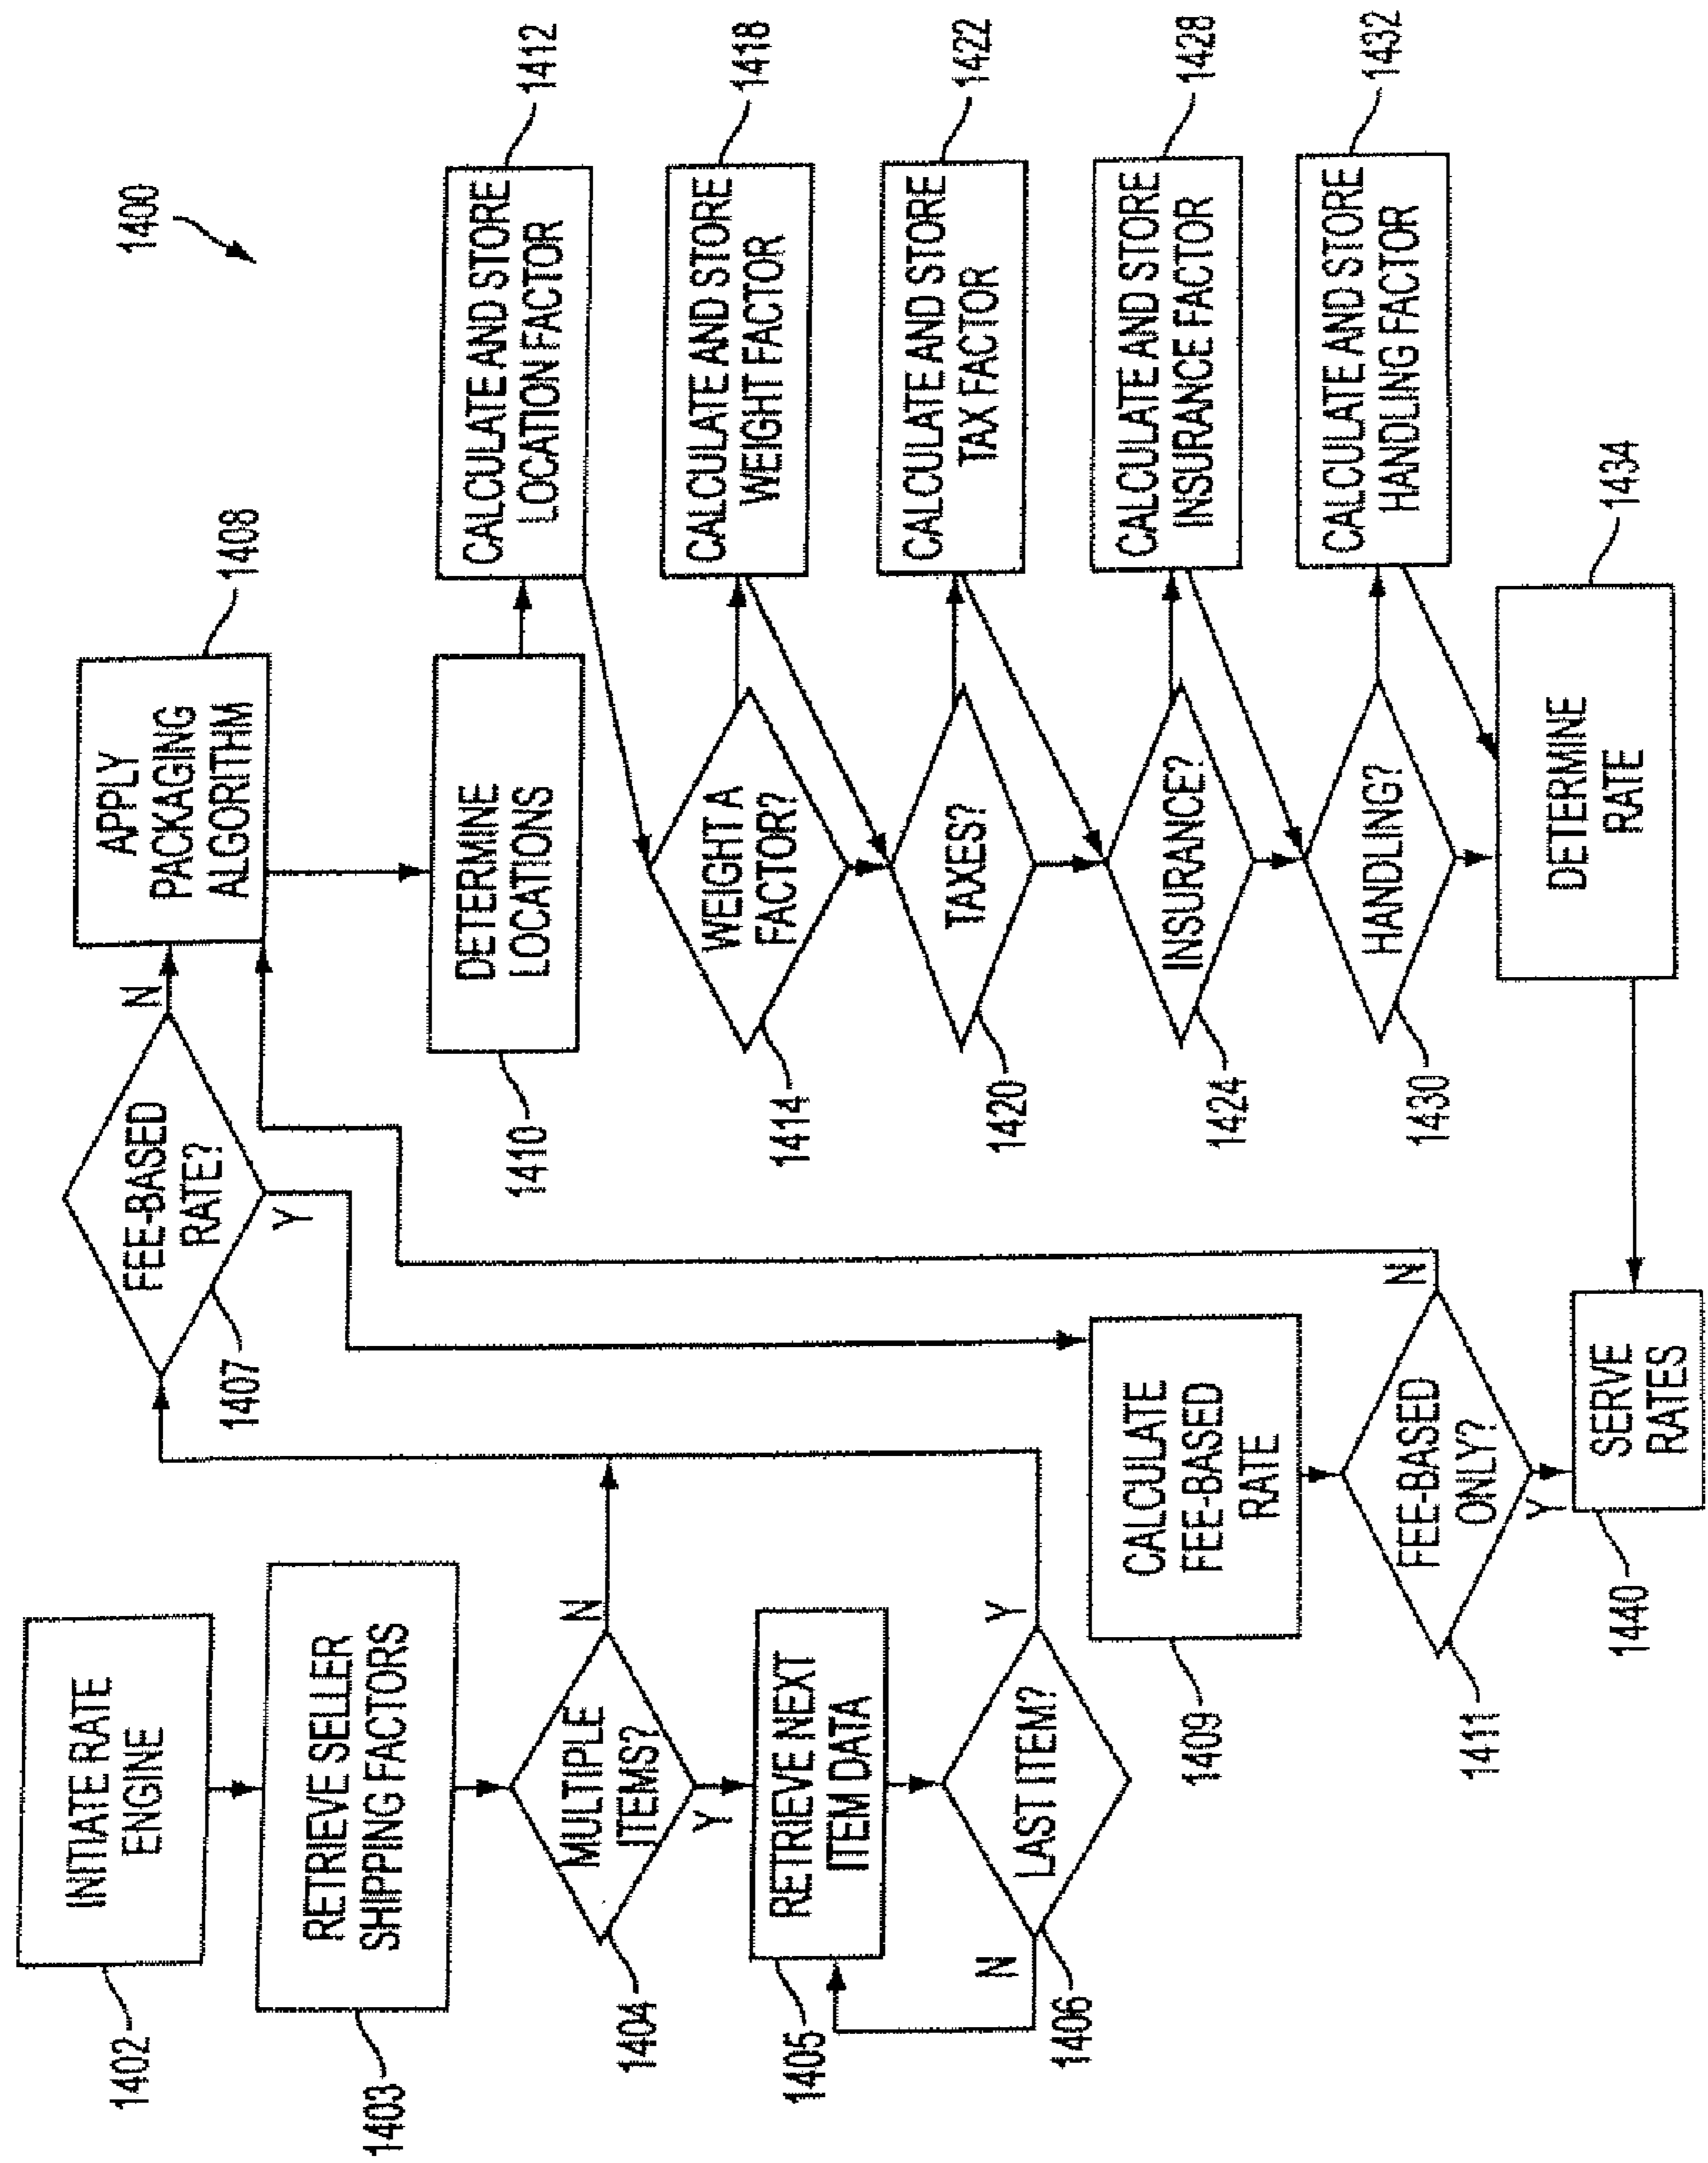 1400
INITIATE RATE
ENGINE
1402
RETRIEVE SELLER
SHIPPING FACTORS
1403
MULTIPLE
ITEMS?
1404
N
Y
RETRIEVE NEXT
ITEM DATA
1405
LAST ITEM?
1406
N
Y
FEE-BASED
RATE?
1407
N
Y
CALCULATE
FEE-BASED
RATE
1409
FEE-BASED
ONLY?
1411
N
Y
SERVE
RATES
1440
APPLY
PACKAGING
ALGORITHM
1408
DETERMINE
LOCATIONS
1410
CALCULATE AND STORE
LOCATION FACTOR
1412
WEIGHT A
FACTOR?
1414
CALCULATE AND STORE
WEIGHT FACTOR
1418
TAXES?
1420
CALCULATE AND STORE
TAX FACTOR
1422
INSURANCE?
1424
CALCULATE AND STORE
INSURANCE FACTOR
1428
HANDLING?
1430
CALCULATE AND STORE
HANDLING FACTOR
1432
DETERMINE
RATE
1434